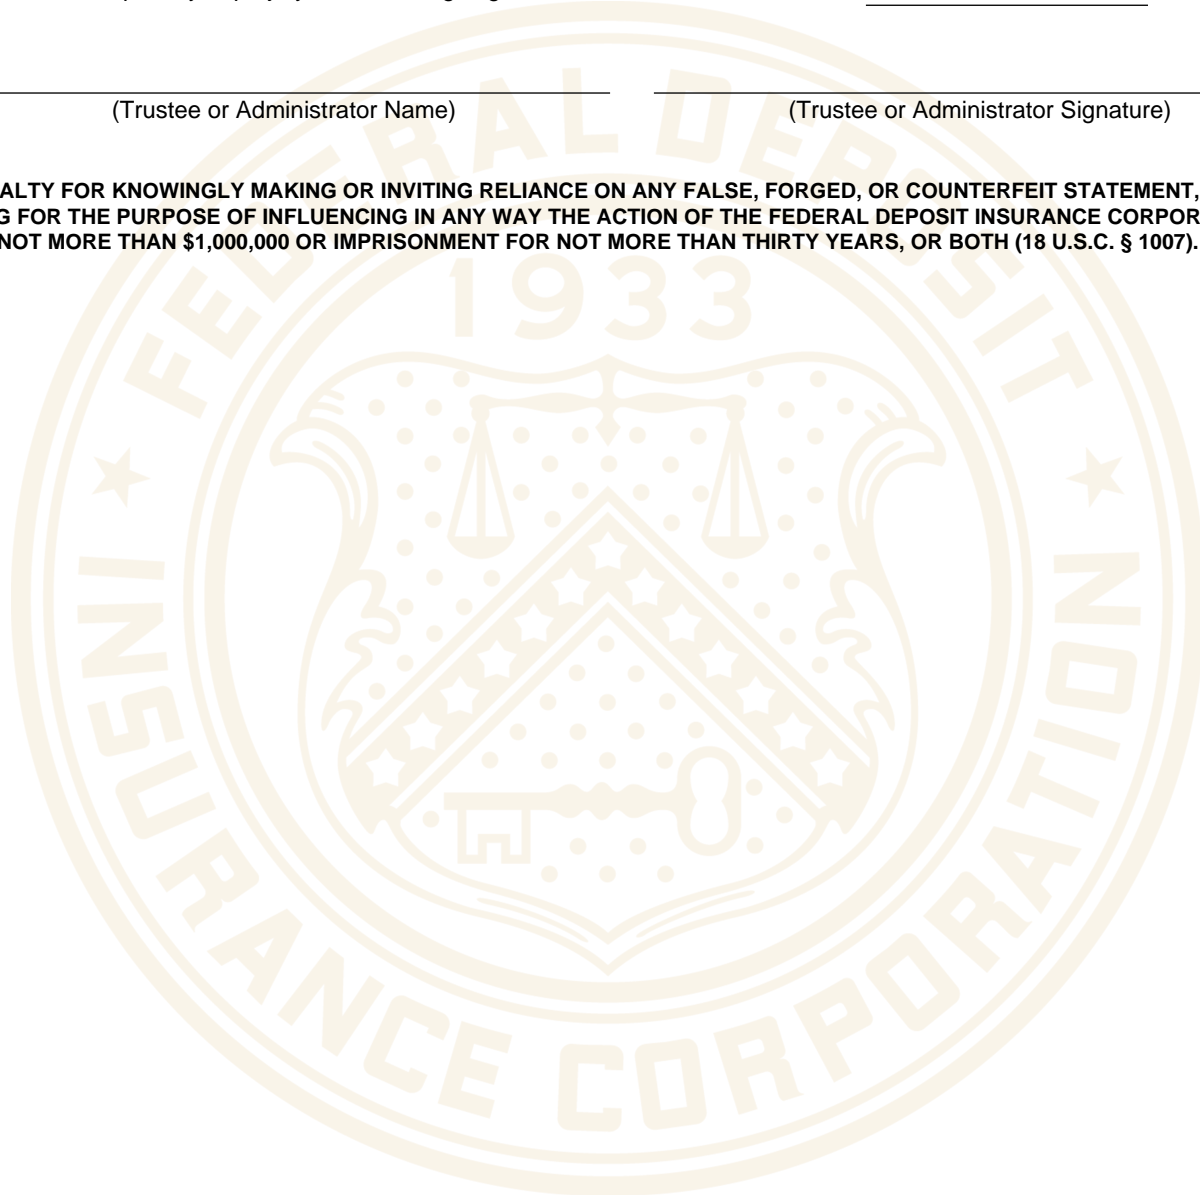 (Trustee or Administrator Name) (Trustee or Administrator Signature)
ALTY FOR KNOWINGLY MAKING OR INVITING RELIANCE ON ANY FALSE, FORGED, OR COUNTERFEIT STATEMENT,
G FOR THE PURPOSE OF INFLUENCING IN ANY WAY THE ACTION OF THE FEDERAL DEPOSIT INSURANCE CORPOR
NOT MORE THAN $1,000,000 OR IMPRISONMENT FOR NOT MORE THAN THIRTY YEARS, OR BOTH (18 U.S.C. § 1007).
FEDERAL DEPOSIT
1933
INSURANCE CORPORATION